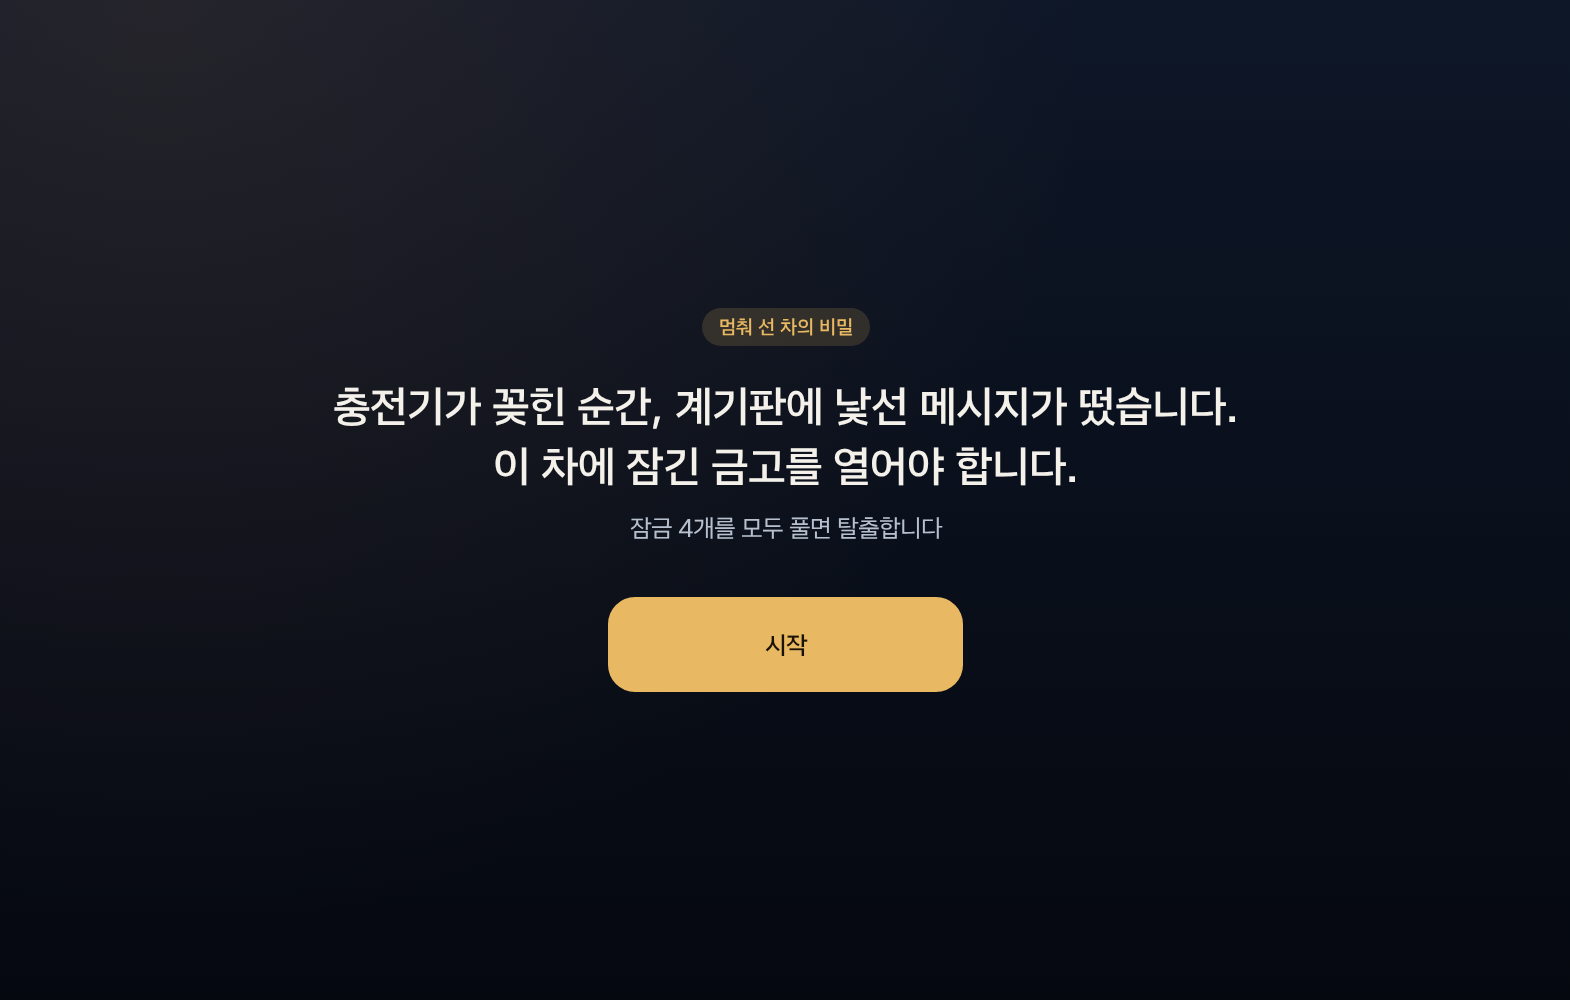 멈춰 선 차의 비밀
충전기가 꽂힌 순간, 계기판에 낯선 메시지가 떴습니다.
이 차에 잠긴 금고를 열어야 합니다.
잠금 4개를 모두 풀면 탈출합니다
시작